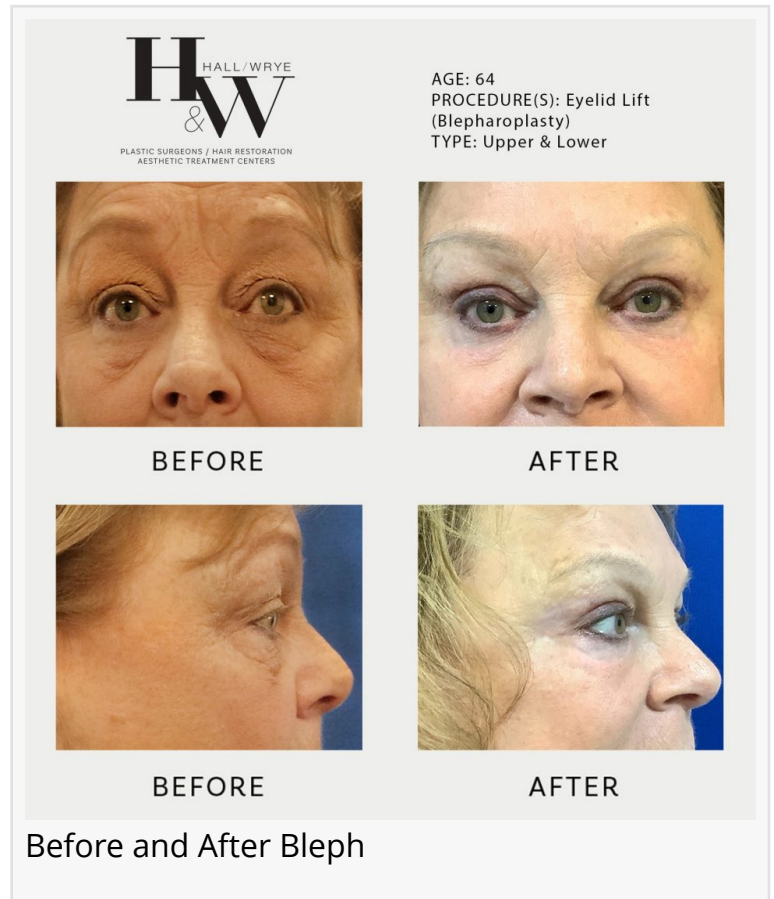 H&W
HALL/WRYE
PLASTIC SURGEONS / HAIR RESTORATION
AESTHETIC TREATMENT CENTERS
AGE: 64
PROCEDURE(S): Eyelid Lift
(Blepharoplasty)
TYPE: Upper & Lower
BEFORE
AFTER
BEFORE
AFTER
Before and After Bleph